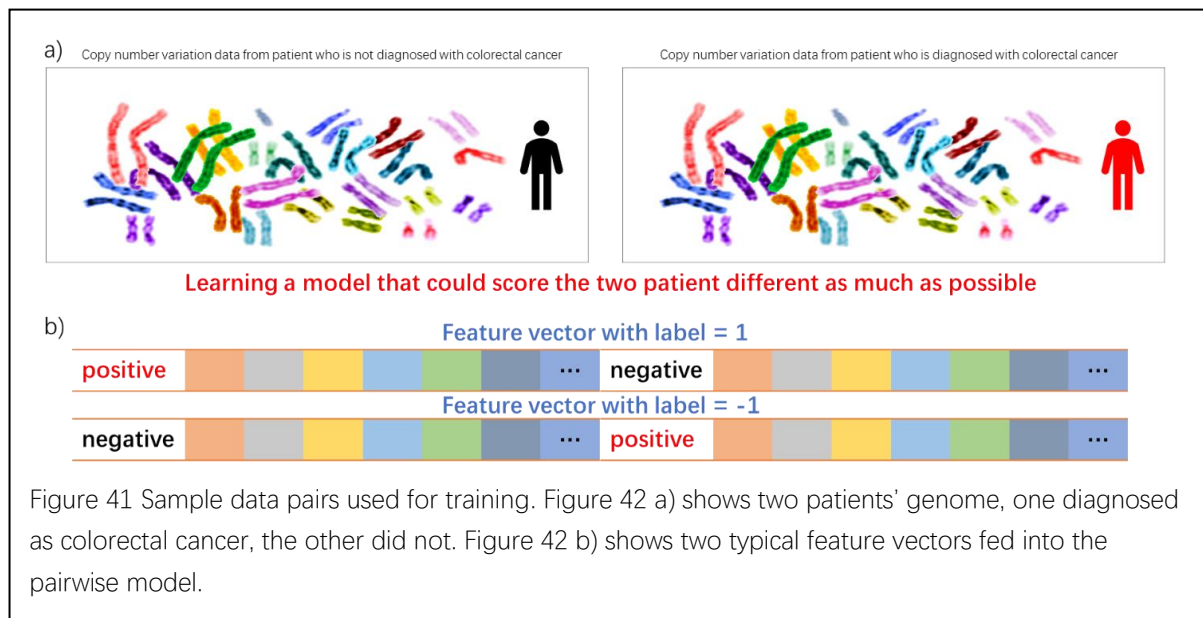 a)
Copy number variation data from patient who is not diagnosed with colorectal cancer
Copy number variation data from patient who is diagnosed with colorectal cancer
Learning a model that could score the two patient different as much as possible
b)
Feature vector with label = 1
positive ... negative ...
Feature vector with label = -1
negative ... positive ...
Figure 41 Sample data pairs used for training. Figure 42 a) shows two patients’ genome, one diagnosed
as colorectal cancer, the other did not. Figure 42 b) shows two typical feature vectors fed into the
pairwise model.